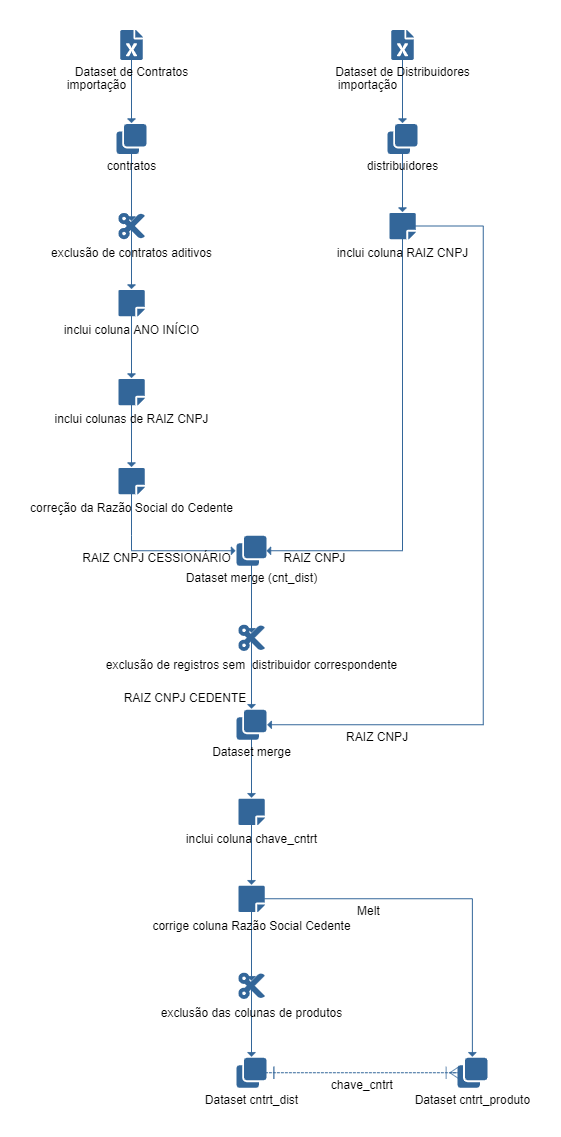 Dataset de Contratos
importação
Dataset de Distribuidores
importação
contratos
distribuidores
exclusão de contratos aditivos
inclui coluna RAIZ CNPJ
inclui coluna ANO INÍCIO
inclui colunas de RAIZ CNPJ
correção da Razão Social do Cedente
RAIZ CNPJ CESSIONÁRIO
RAIZ CNPJ
Dataset merge (cnt_dist)
exclusão de registros sem distribuidor correspondente
RAIZ CNPJ CEDENTE
RAIZ CNPJ
Dataset merge
inclui coluna chave_cntrt
Melt
corrige coluna Razão Social Cedente
exclusão das colunas de produtos
chave_cntrt
Dataset cntrt_dist
Dataset cntrt_produto